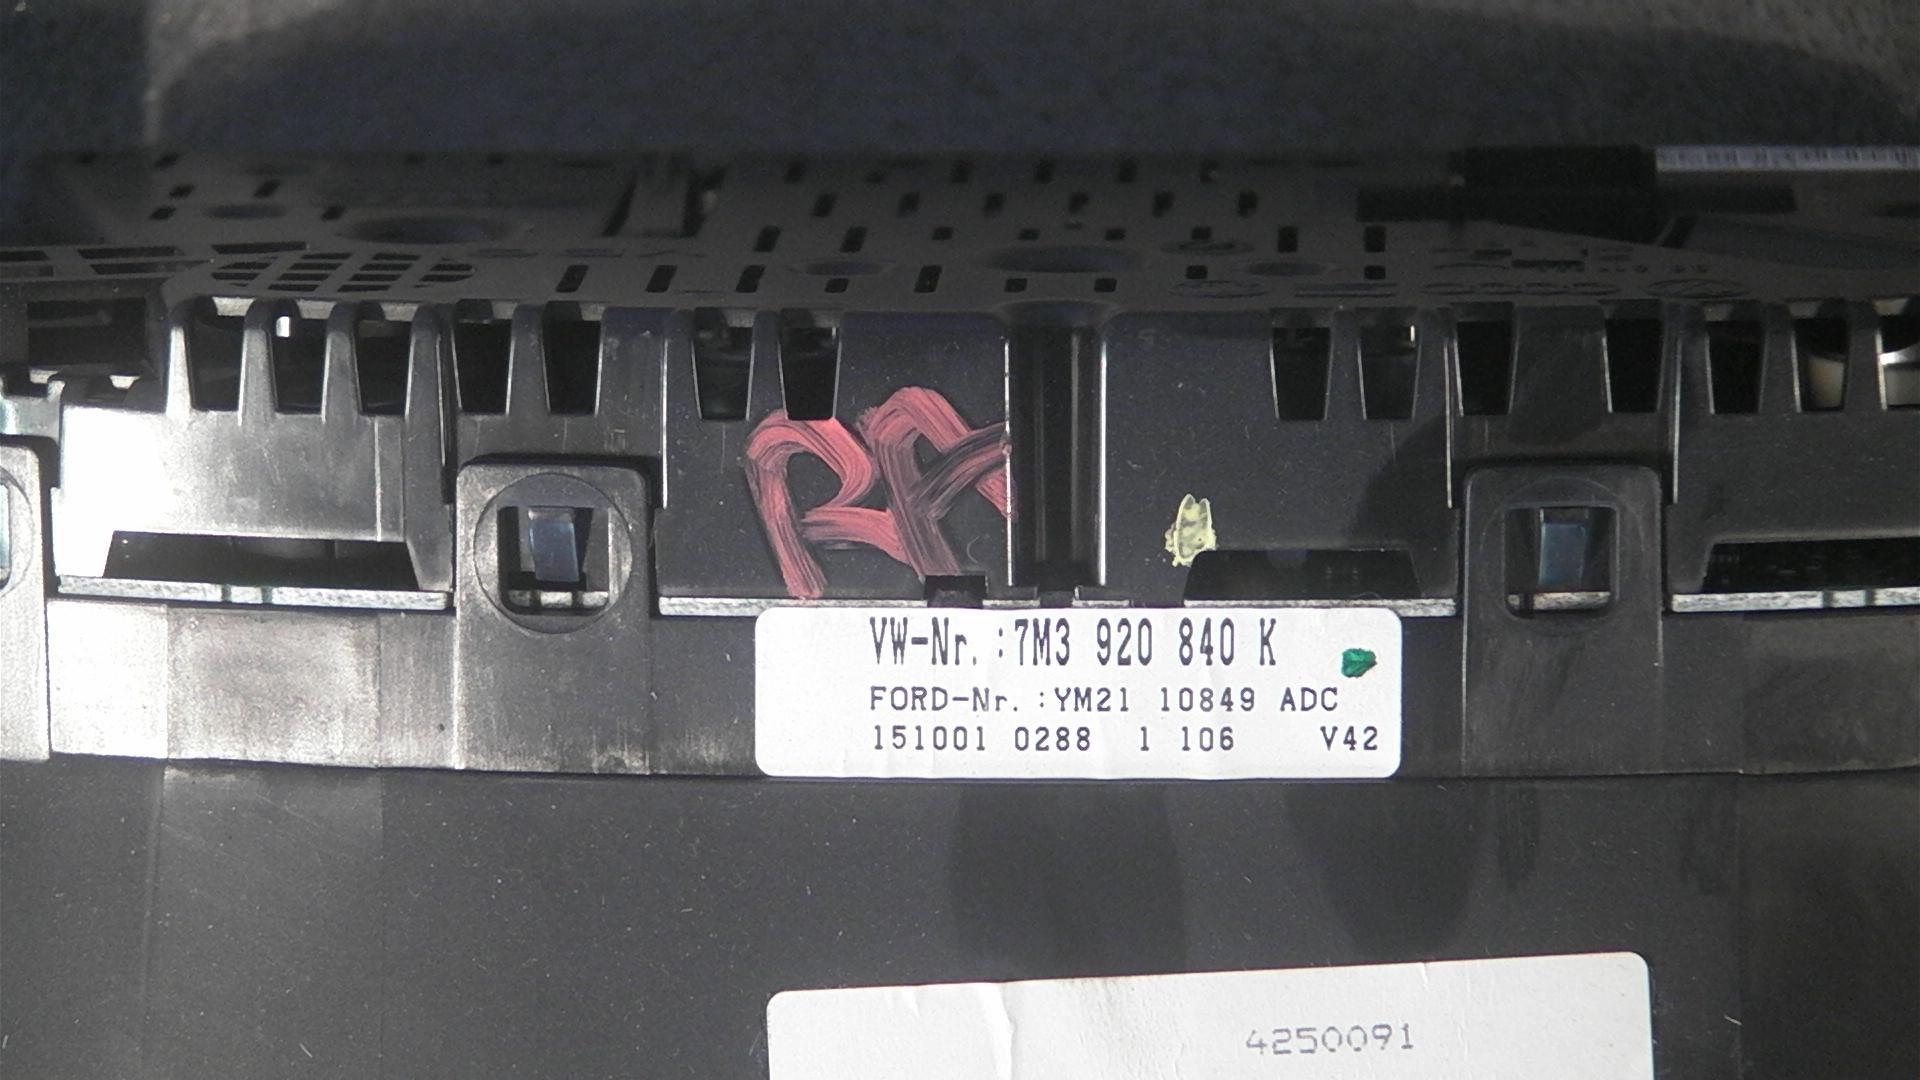 RA
VW-Nr.:7M3 920 840 K
FORD-Nr.:YM21 10849 ADC
151001 0288 1 106 V42
4250091